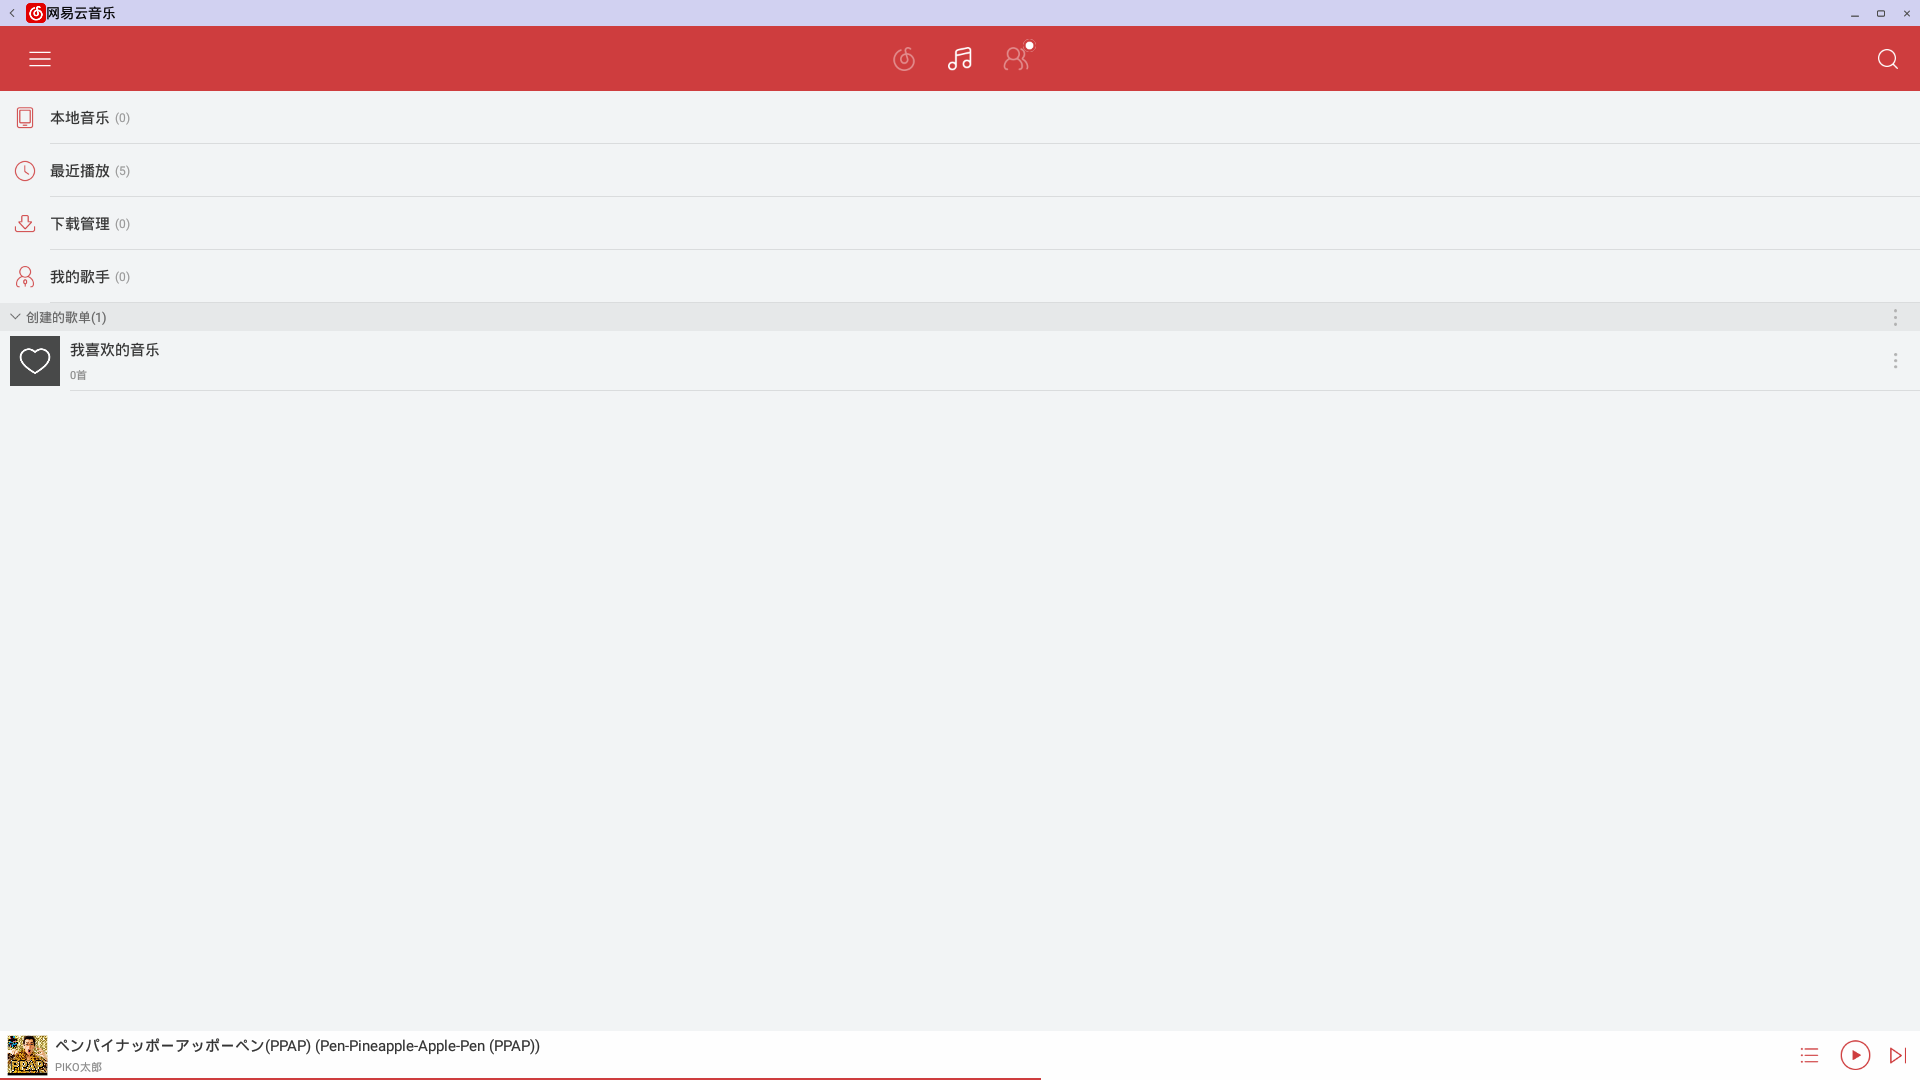 网易云音乐
本地音乐 (0)
最近播放 (5)
下载管理 (0)
我的歌手 (0)
创建的歌单(1)
我喜欢的音乐
0首
ペンパイナッポーアッポーペン(PPAP) (Pen-Pineapple-Apple-Pen (PPAP))
PIKO太郎
PPAP